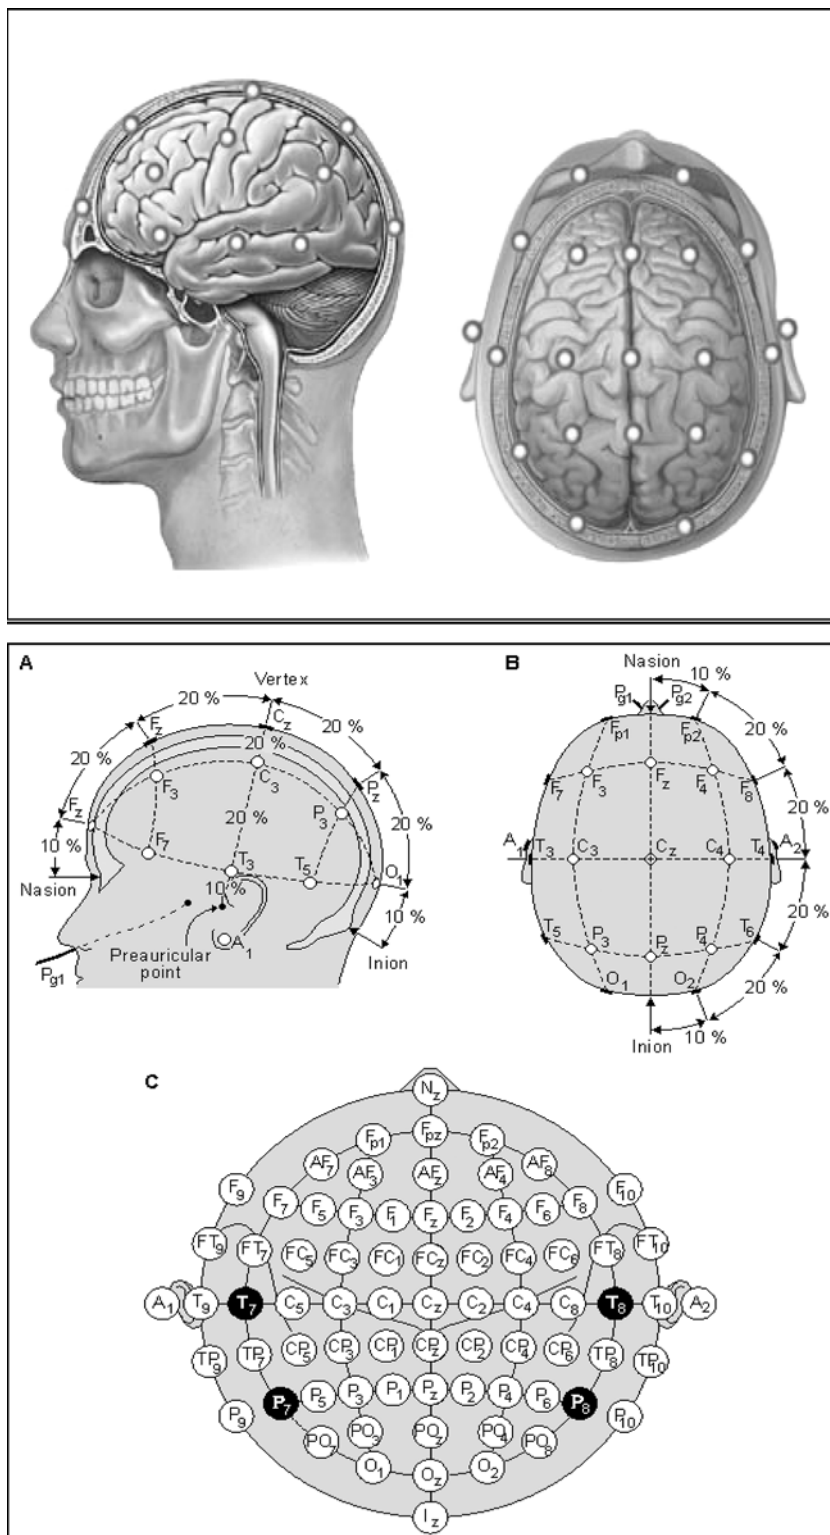 A
Vertex
20 %
20 %
Fz
Cz
20 %
20 %
20 %
Fz
F3
C3
Pz
P3
20 %
20 %
10 %
F7
T3
T5
O1
Nasion
10 %
10 %
A1
Preauricular
point
Inion
Pg1
B
Nasion
10 %
Pg1
Pg2
Fp1
Fp2
20 %
F7
F3
Fz
F4
F8
20 %
A1
T3
C3
Cz
C4
T4
A2
20 %
T5
P3
Pz
P4
T6
O1
O2
20 %
Inion
10 %
C
Nz
Fp1 Fpz Fp2
AF7 AF3 AFz AF4 AF8
F9 F7 F5 F3 F1 Fz F2 F4 F6 F8 F10
FT9 FT7 FC5 FC3 FC1 FCz FC2 FC4 FC6 FT8 FT10
A1 T9 T7 C5 C3 C1 Cz C2 C4 C8 T8 T10 A2
TP9 TP7 CP5 CP3 CP1 CPz CP2 CP4 CP6 TP8 TP10
P9 P7 P5 P3 P1 Pz P2 P4 P6 P8 P10
PO7 PO3 POz PO4 PO8
O1 Oz O2
Iz